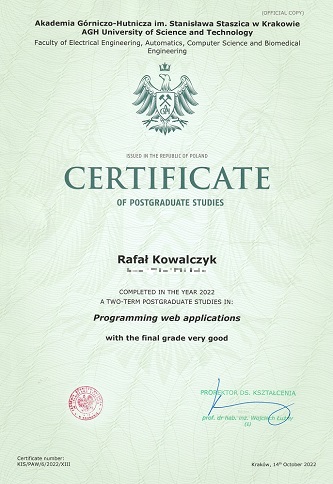 (OFFICIAL COPY)
Akademia Górniczo-Hutnicza im. Stanisława Staszica w Krakowie
AGH University of Science and Technology
Faculty of Electrical Engineering, Automatics, Computer Science and Biomedical
Engineering
ISSUED IN THE REPUBLIC OF POLAND
CERTIFICATE
OF POSTGRADUATE STUDIES
Rafał Kowalczyk
COMPLETED IN THE YEAR 2022
A TWO-TERM POSTGRADUATE STUDIES IN:
Programming web applications
with the final grade very good
PROREKTOR DS. KSZTAŁCENIA
prof. dr hab. inż. Wojciech Łużny
Certificate number:
KIS/PAW/6/2022/XIII
Kraków, 14th October 2022